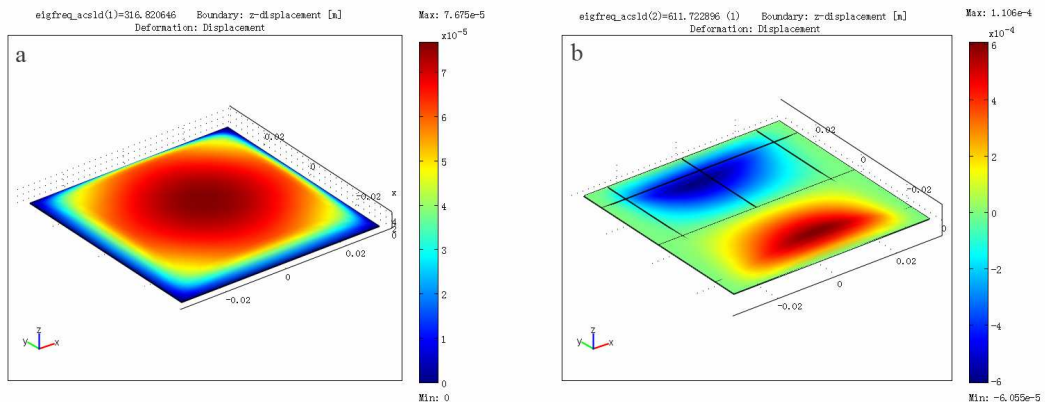 eigfreq_acsld(1)=316.820646 Boundary: z-displacement [m] Max: 7.675e-5
Deformation: Displacement
x10-5
a
7
6
5
4
3
2
1
0
0.02
0
-0.02
x
0.02
0
-0.02
z
y
x
Min: 0
eigfreq_acsld(2)=611.722896 (1) Boundary: z-displacement [m] Max: 1.106e-4
Deformation: Displacement
x10-4
b
6
4
2
0
-2
-4
-6
0.02
0
-0.02
0
0.02
0
-0.02
z
y
x
Min: -6.055e-5